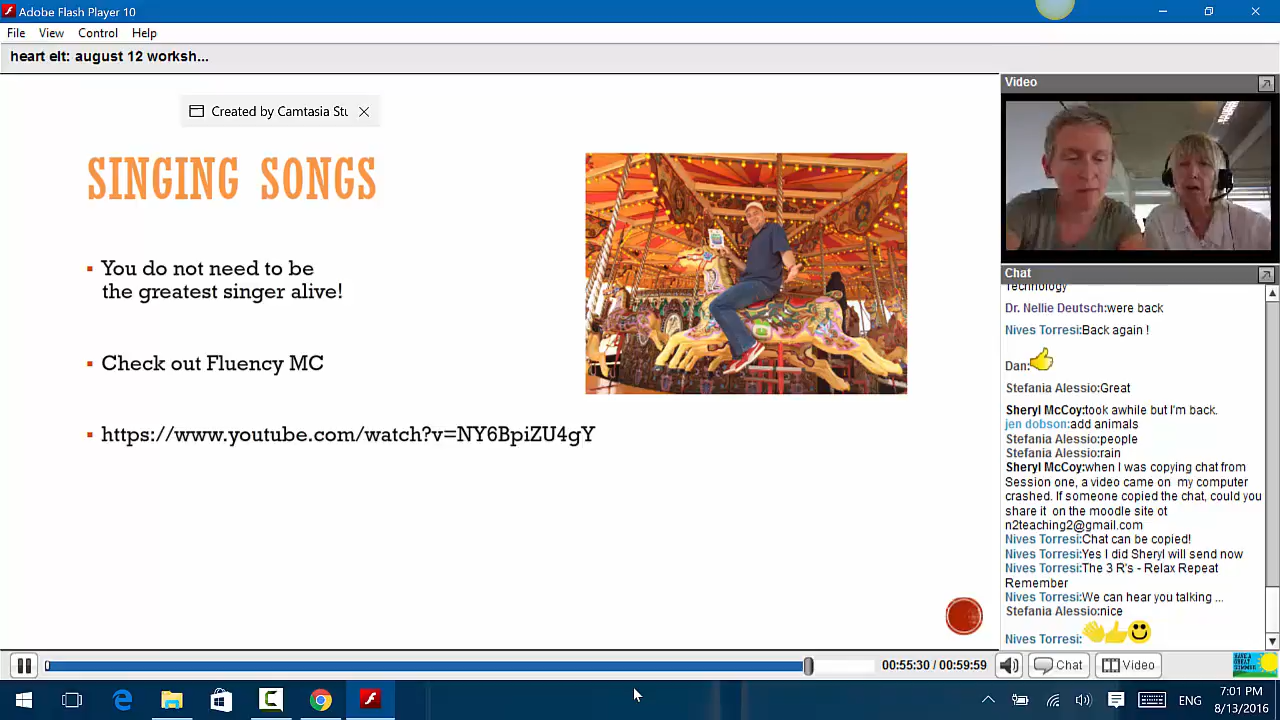 Adobe Flash Player 10
File View Control Help
heart elt: august 12 worksh...
Created by Camtasia Stu
SINGING SONGS
You do not need to be
the greatest singer alive!
Check out Fluency MC
https://www.youtube.com/watch?v=NY6BpiZU4gY
Video
Chat
Technology
Dr. Nellie Deutsch:were back
Nives Torresi:Back again !
Dan:
Stefania Alessio:Great
Sheryl McCoy:took awhile but I'm back.
jen dobson:add animals
Stefania Alessio:people
Stefania Alessio:rain
Sheryl McCoy:when I was copying chat from
Session one, a video came on my computer
crashed. If someone copied the chat, could you
share it on the moodle site ot
n2teaching2@gmail.com
Nives Torresi:Chat can be copied!
Nives Torresi:Yes I did Sheryl will send now
Nives Torresi:The 3 R's - Relax Repeat
Remember
Nives Torresi:We can hear you talking ...
Stefania Alessio:nice
Nives Torresi:
00:55:30 / 00:59:59
Chat
Video
HAVE A
GREAT
SUMMER
ENG
7:01 PM
8/13/2016